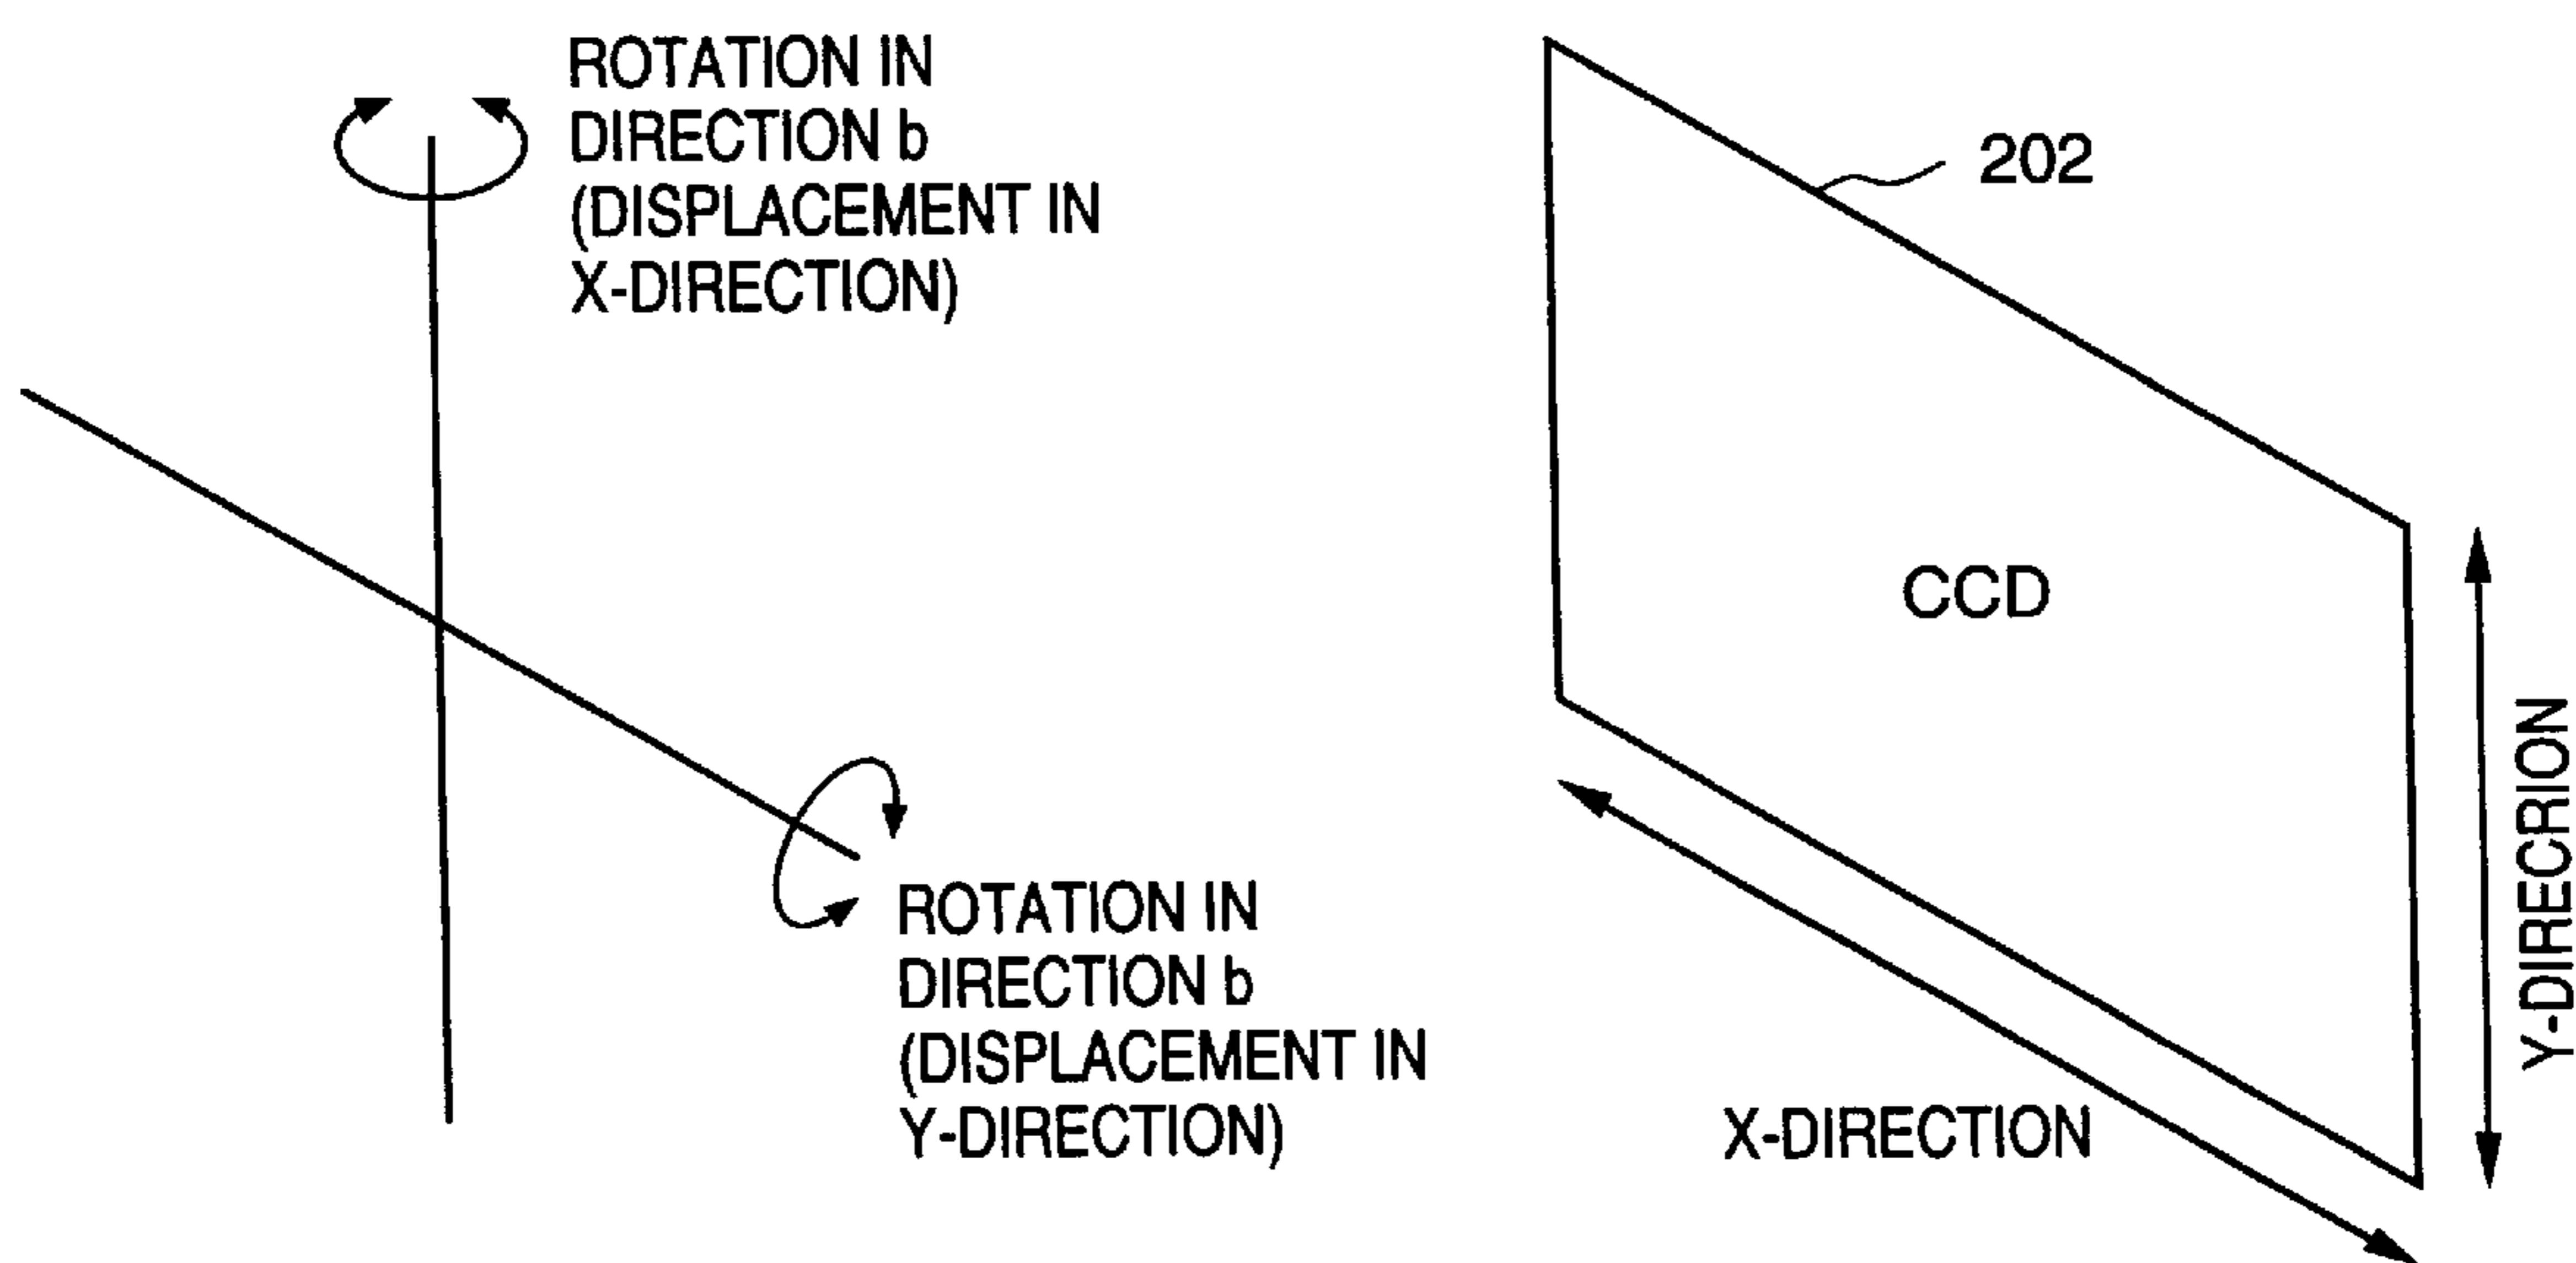 ROTATION IN
DIRECTION b
(DISPLACEMENT IN
X-DIRECTION)
202
CCD
ROTATION IN
DIRECTION b
(DISPLACEMENT IN
Y-DIRECTION)
X-DIRECTION
Y-DIRECRION